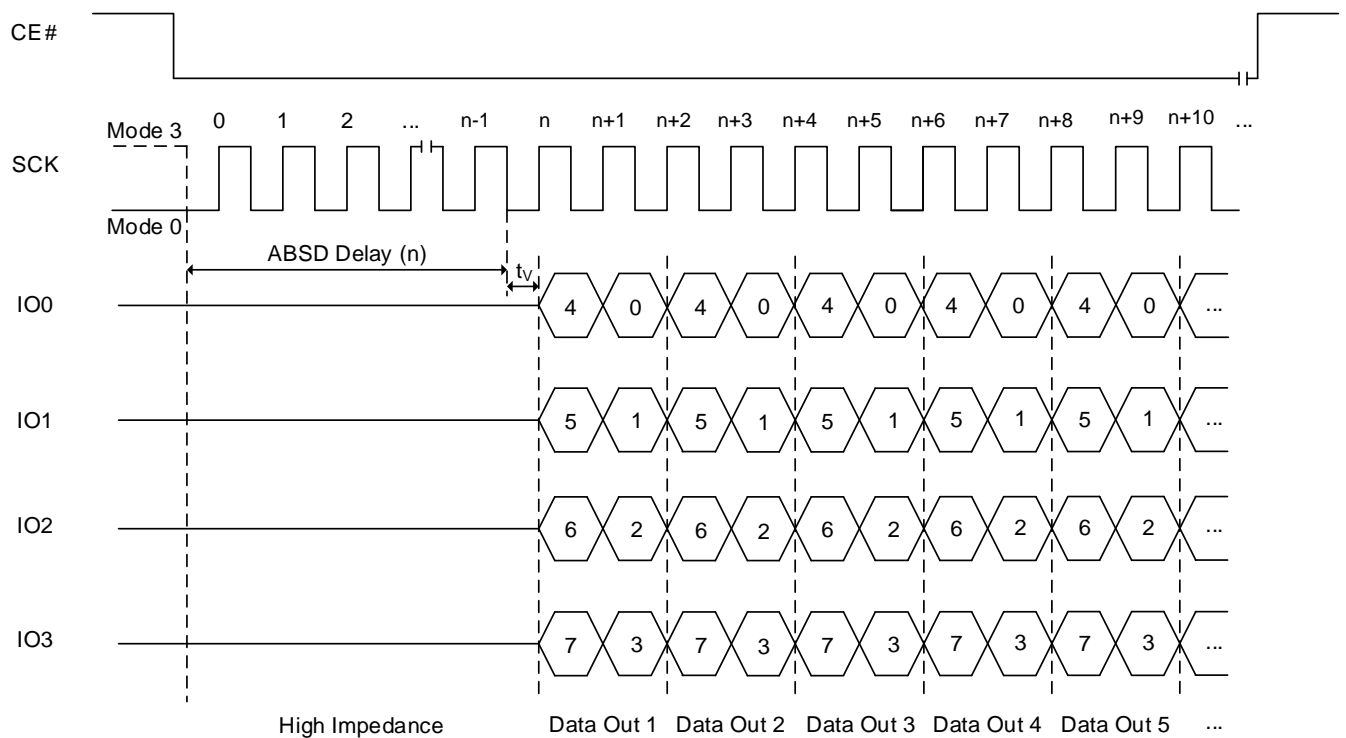 CE#
0 1 2 ... n-1 n n+1 n+2 n+3 n+4 n+5 n+6 n+7 n+8 n+9 n+10 ...
Mode 3
SCK
Mode 0
ABSD Delay (n)
tV
IO0 4 0 4 0 4 0 4 0 4 0 ...
IO1 5 1 5 1 5 1 5 1 5 1 ...
IO2 6 2 6 2 6 2 6 2 6 2 ...
IO3 7 3 7 3 7 3 7 3 7 3 ...
High Impedance Data Out 1 Data Out 2 Data Out 3 Data Out 4 Data Out 5 ...